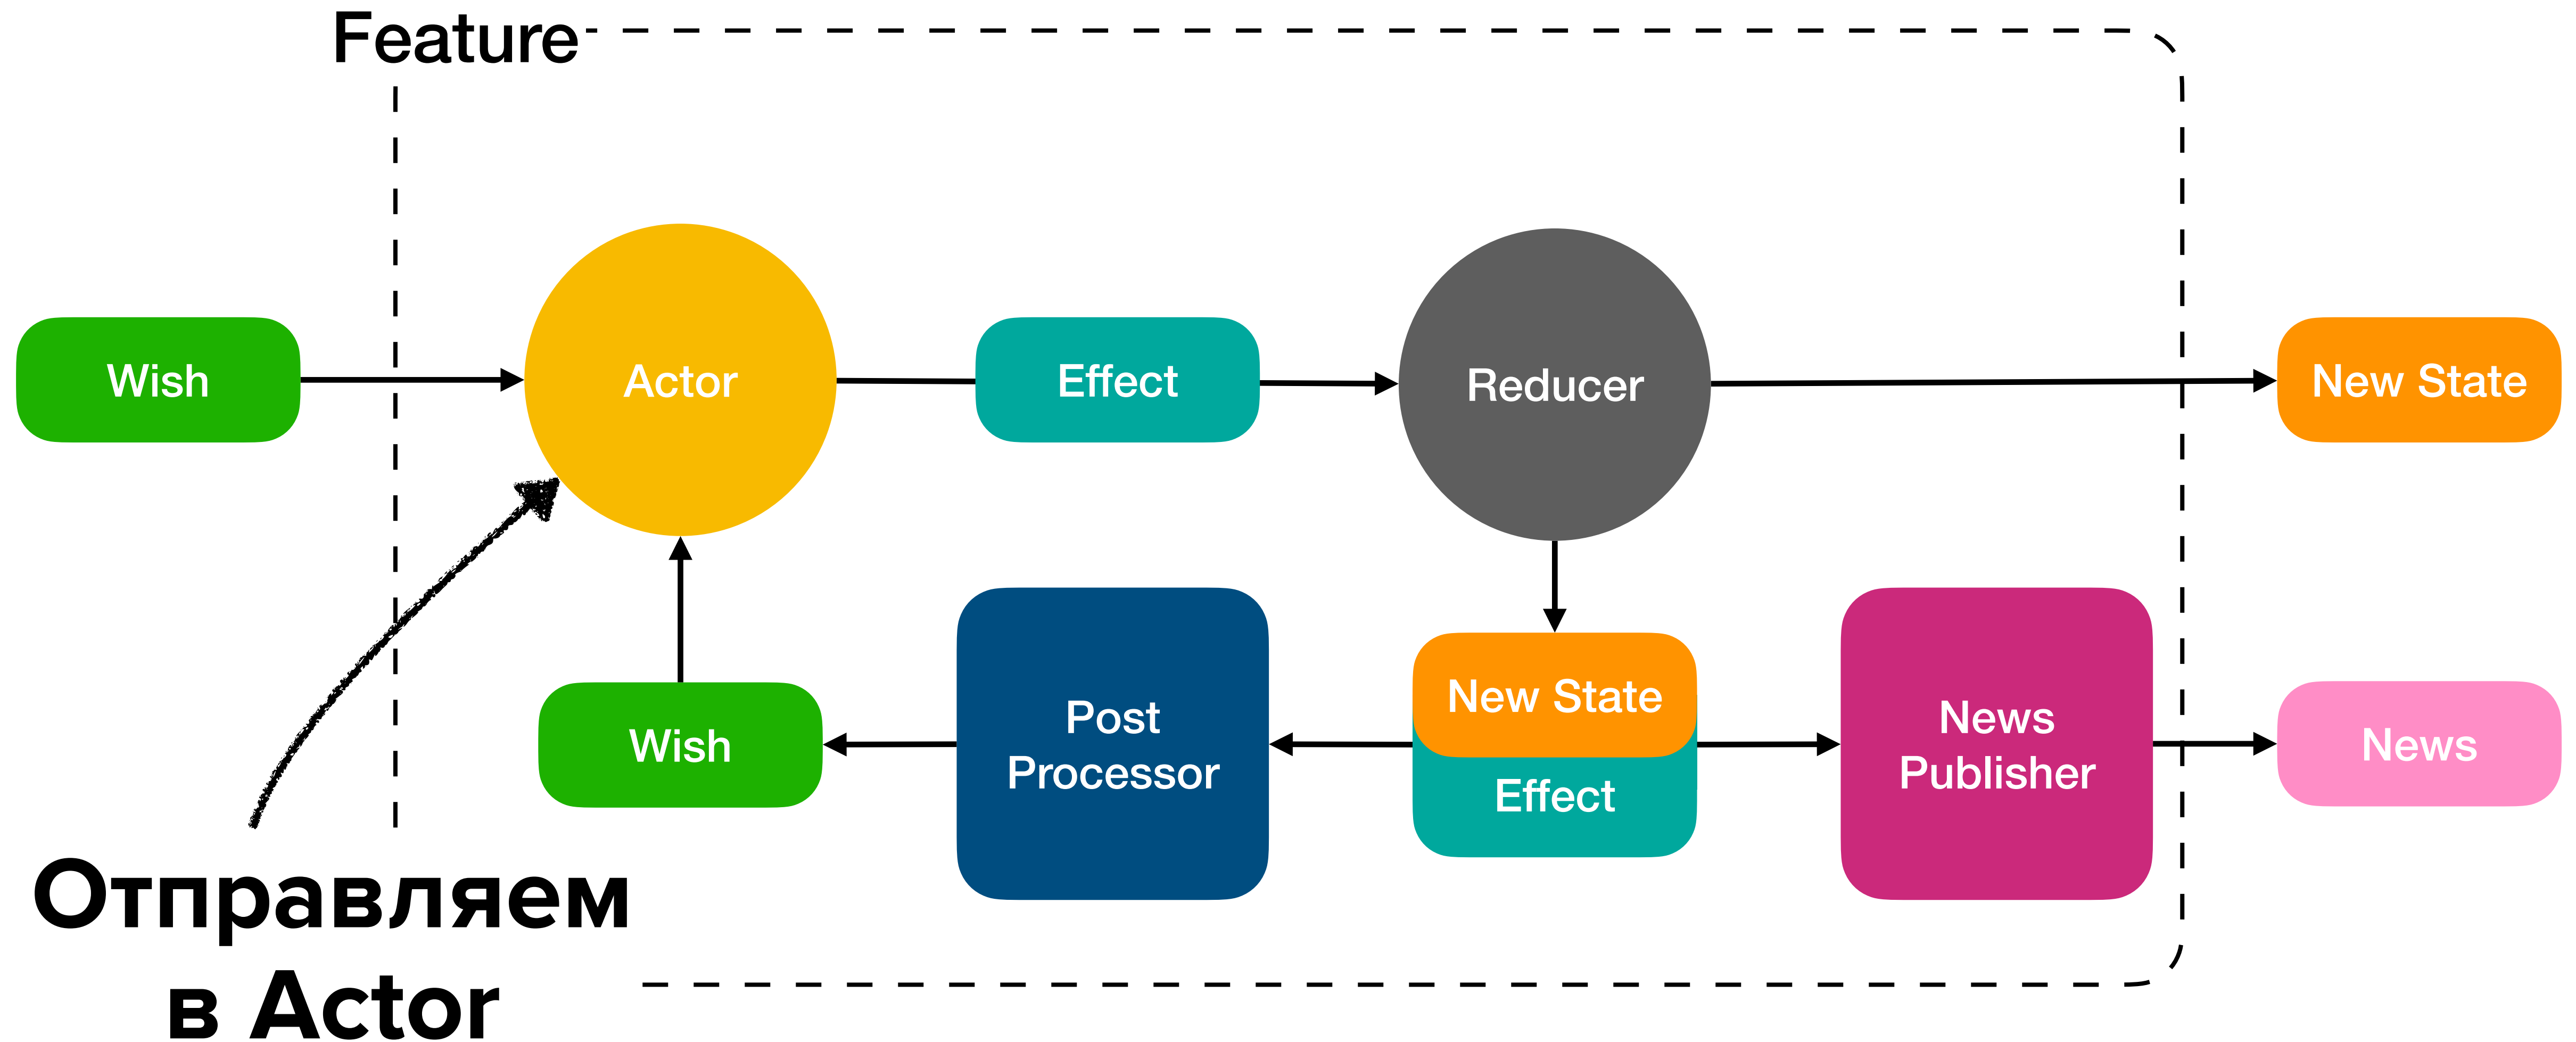 Feature
Wish
Actor
Effect
Reducer
New State
Wish
Post
Processor
New State
Effect
News
Publisher
News
Отправляем
в Actor